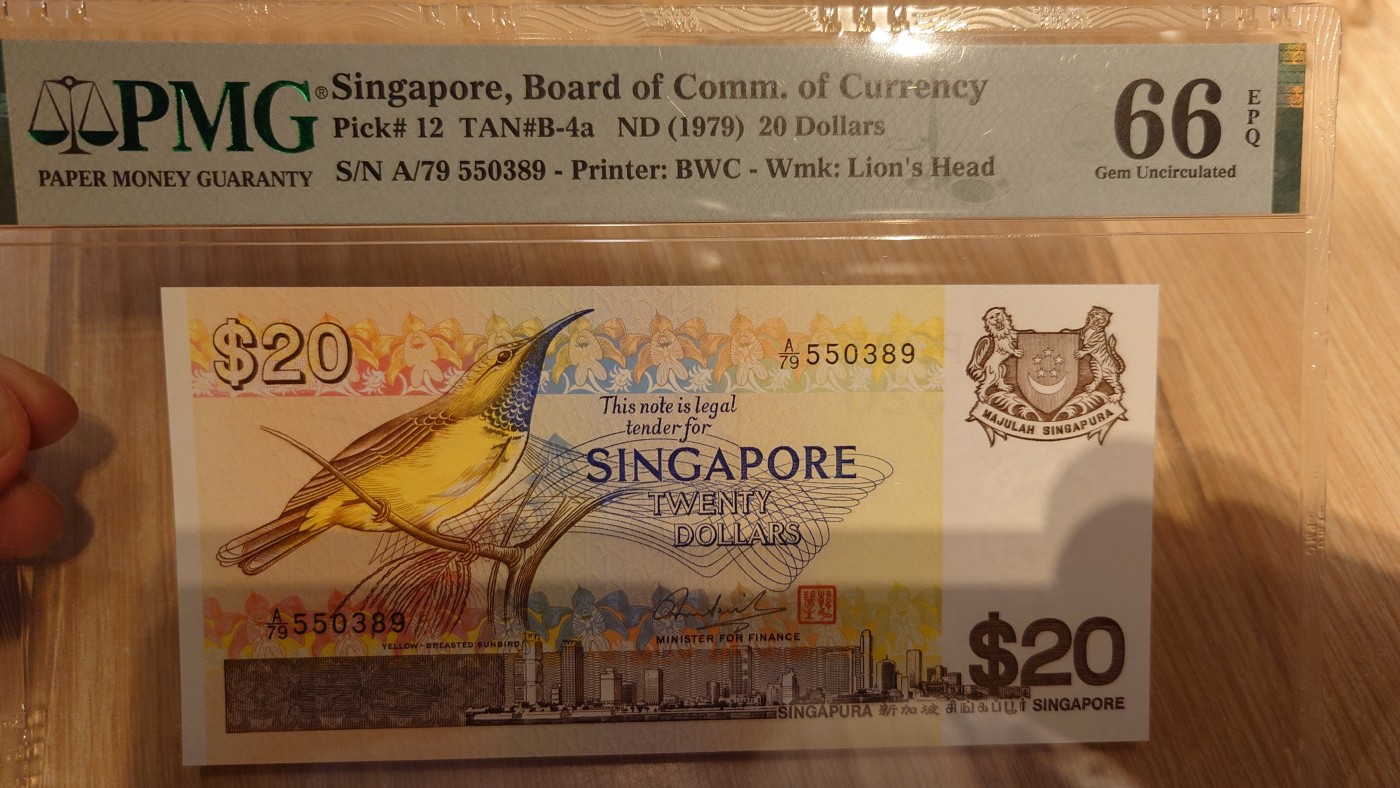 PMG®
PAPER MONEY GUARANTY
Singapore, Board of Comm. of Currency
Pick# 12 TAN#B-4a ND (1979) 20 Dollars
S/N A/79 550389 - Printer: BWC - Wmk: Lion's Head
66
EPQ
Gem Uncirculated
$20
A/79 550389
This note is legal
tender for
SINGAPORE
TWENTY
DOLLARS
MAJULAH SINGAPURA
A/79 550389
YELLOW-BREASTED SUNBIRD
MINISTER FOR FINANCE
$20
SINGAPURA 新加坡 சிங்கப்பூர் SINGAPORE